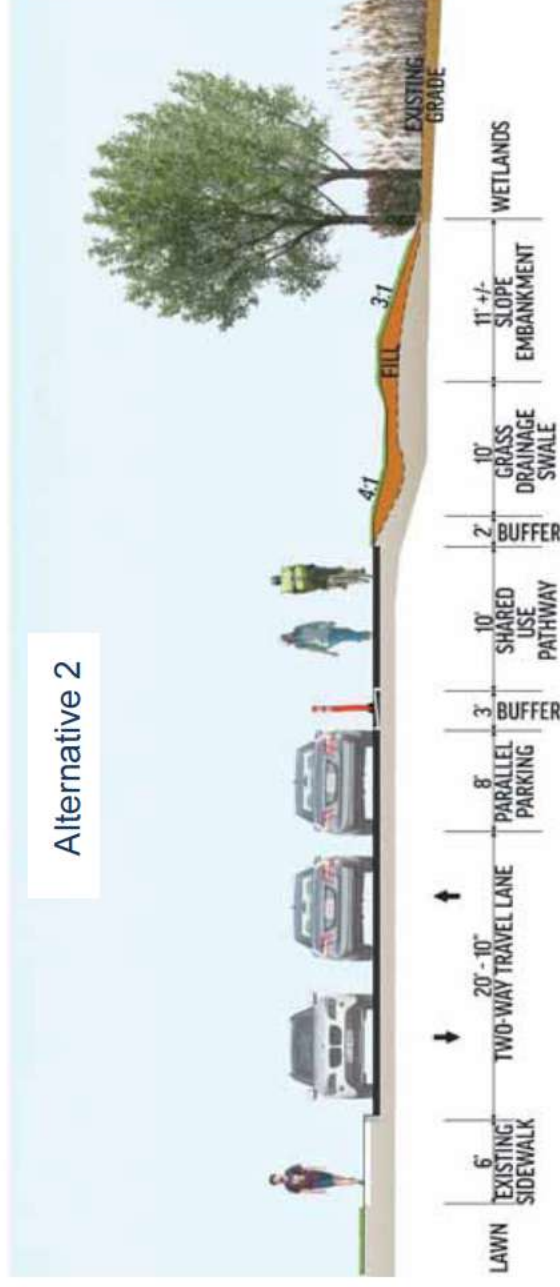 Alternative 2
4:1
FILL
3:1
EXISTING
GRADE
LAWN
6'
EXISTING
SIDEWALK
20'-10"
TWO-WAY TRAVEL LANE
8'
PARALLEL
PARKING
3'
BUFFER
10'
SHARED
USE
PATHWAY
2'
BUFFER
10'
GRASS
DRAINAGE
SWALE
11' +/-
SLOPE
EMBANKMENT
WETLANDS